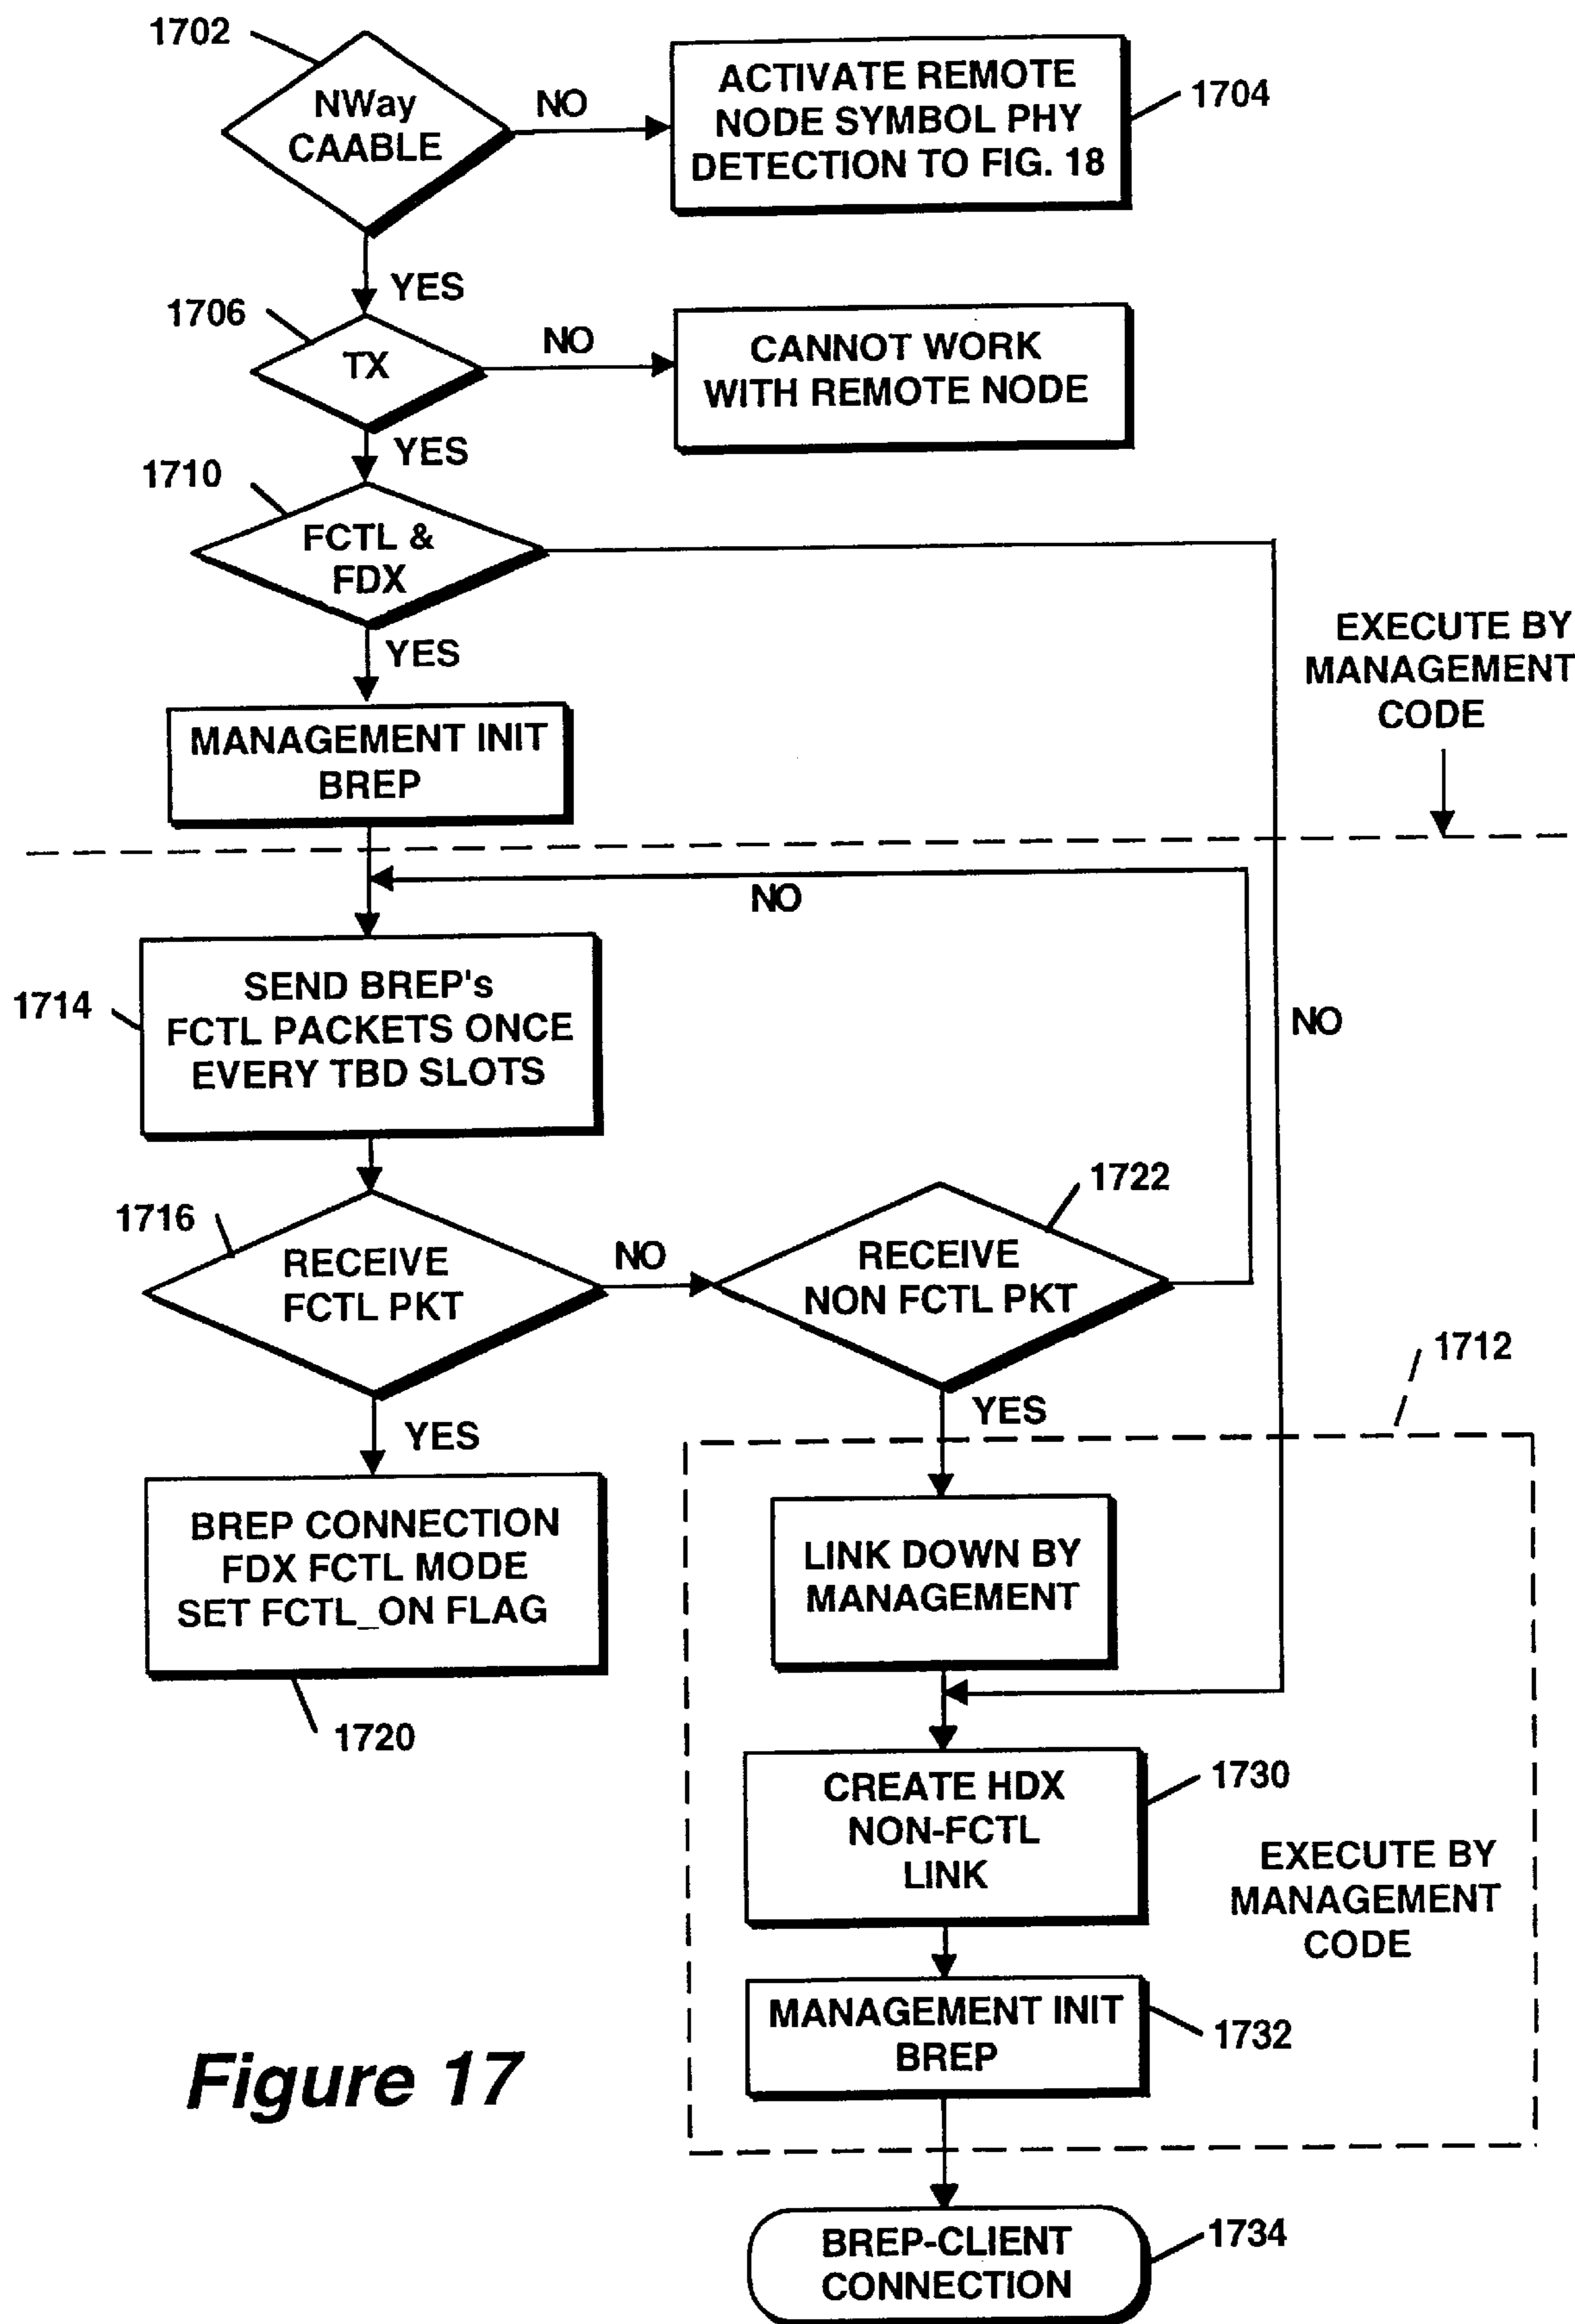 1702
NWay
CAABLE
NO
ACTIVATE REMOTE
NODE SYMBOL PHY
DETECTION TO FIG. 18
1704
YES
1706
TX
NO
CANNOT WORK
WITH REMOTE NODE
YES
1710
FCTL &
FDX
YES
EXECUTE BY
MANAGEMENT
CODE
MANAGEMENT INIT
BREP
NO
1714
SEND BREP's
FCTL PACKETS ONCE
EVERY TBD SLOTS
NO
1716
RECEIVE
FCTL PKT
NO
1722
RECEIVE
NON FCTL PKT
1712
YES
YES
BREP CONNECTION
FDX FCTL MODE
SET FCTL_ON FLAG
1720
LINK DOWN BY
MANAGEMENT
CREATE HDX
NON-FCTL
LINK
1730
EXECUTE BY
MANAGEMENT
CODE
MANAGEMENT INIT
BREP
1732
Figure 17
BREP-CLIENT
CONNECTION
1734